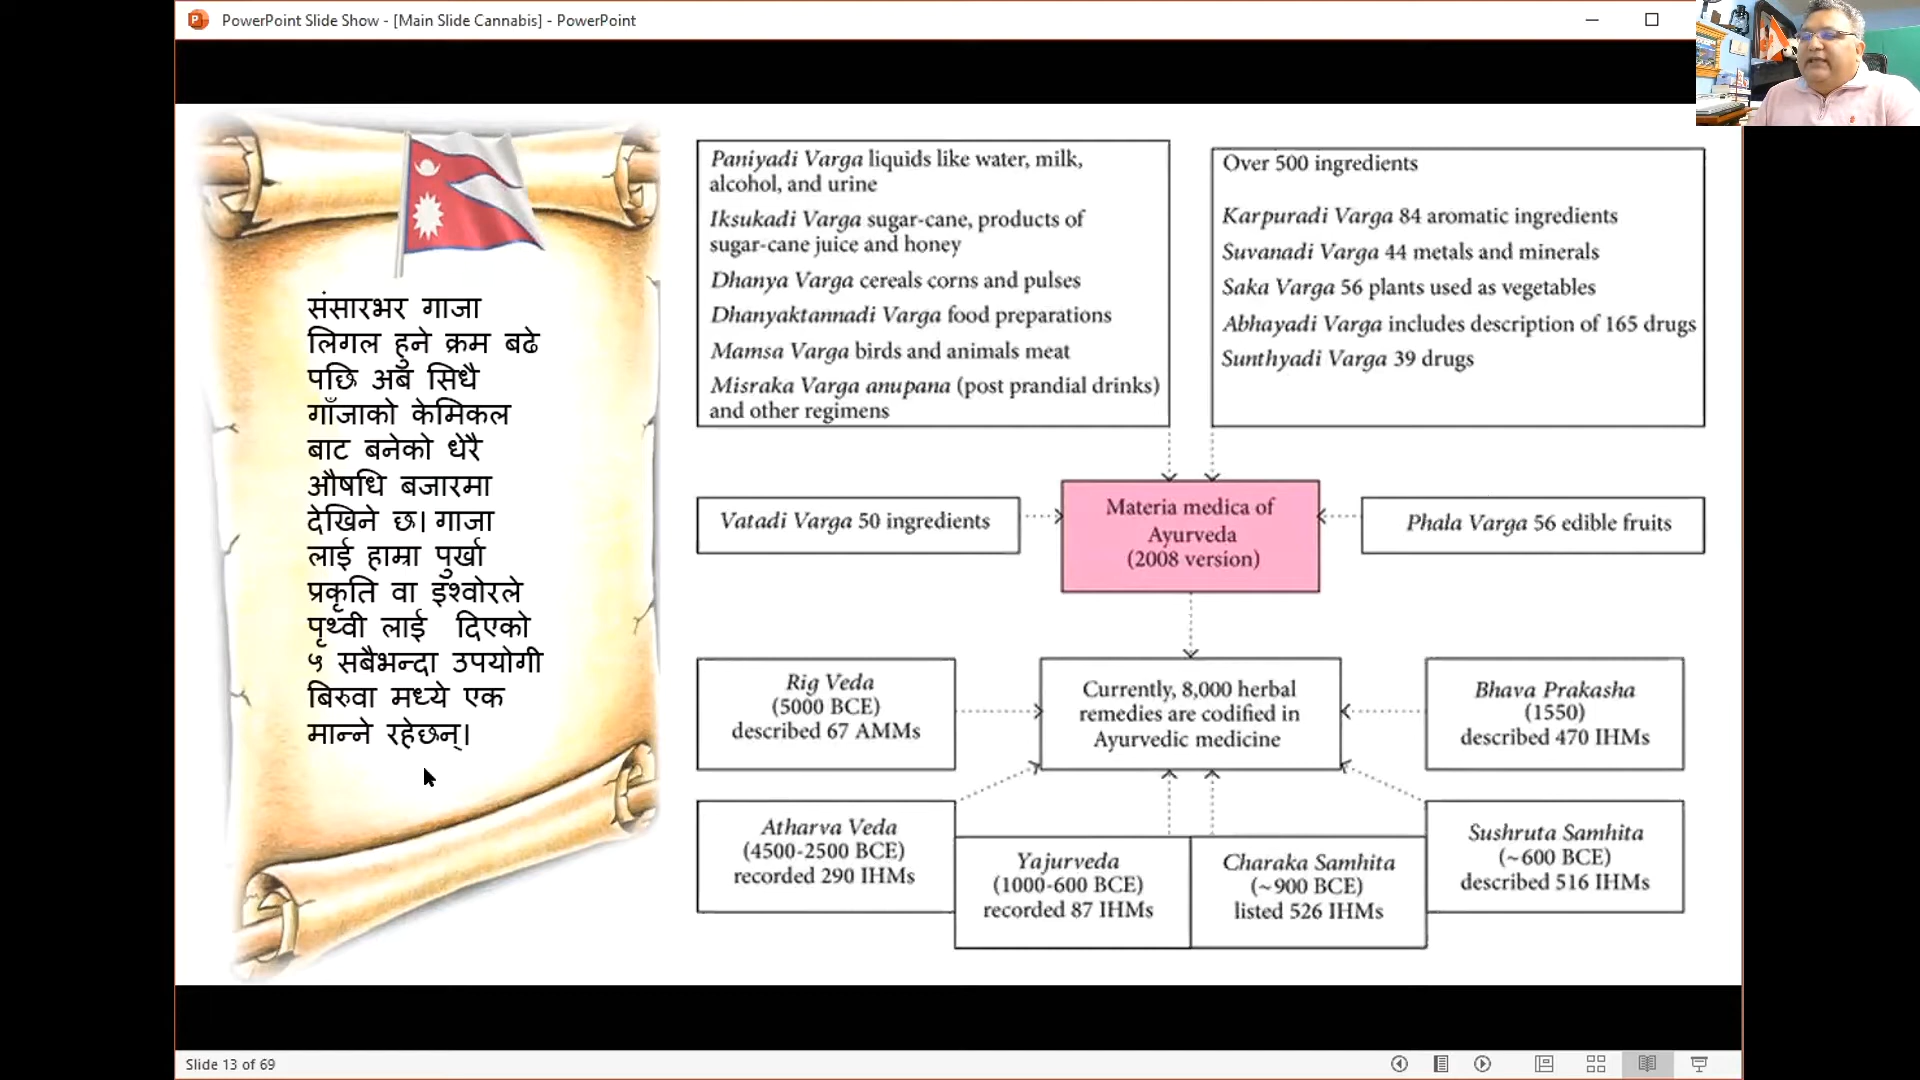 PowerPoint Slide Show - [Main Slide Cannabis] - PowerPoint
संसारभर गाजा
लिगल हुने क्रम बढे
पछि अब सिधै
गाँजाको केमिकल
बाट बनेको धेरै
औषधि बजारमा
देखिने छ। गाजा
लाई हाम्रा पुर्खा
प्रकृति वा इश्वोरले
पृथ्वी लाई दिएको
५ सबैभन्दा उपयोगी
बिरुवा मध्ये एक
मान्ने रहेछन्।
Paniyadi Varga liquids like water, milk,
alcohol, and urine
Iksukadi Varga sugar-cane, products of
sugar-cane juice and honey
Dhanya Varga cereals corns and pulses
Dhanyaktannadi Varga food preparations
Mamsa Varga birds and animals meat
Misraka Varga anupana (post prandial drinks)
and other regimens
Over 500 ingredients
Karpuradi Varga 84 aromatic ingredients
Suvanadi Varga 44 metals and minerals
Saka Varga 56 plants used as vegetables
Abhayadi Varga includes description of 165 drugs
Sunthyadi Varga 39 drugs
Vatadi Varga 50 ingredients
Materia medica of
Ayurveda
(2008 version)
Phala Varga 56 edible fruits
Rig Veda
(5000 BCE)
described 67 AMMs
Currently, 8,000 herbal
remedies are codified in
Ayurvedic medicine
Bhava Prakasha
(1550)
described 470 IHMs
Atharva Veda
(4500-2500 BCE)
recorded 290 IHMs
Yajurveda
(1000-600 BCE)
recorded 87 IHMs
Charaka Samhita
(~900 BCE)
listed 526 IHMs
Sushruta Samhita
(~600 BCE)
described 516 IHMs
Slide 13 of 69